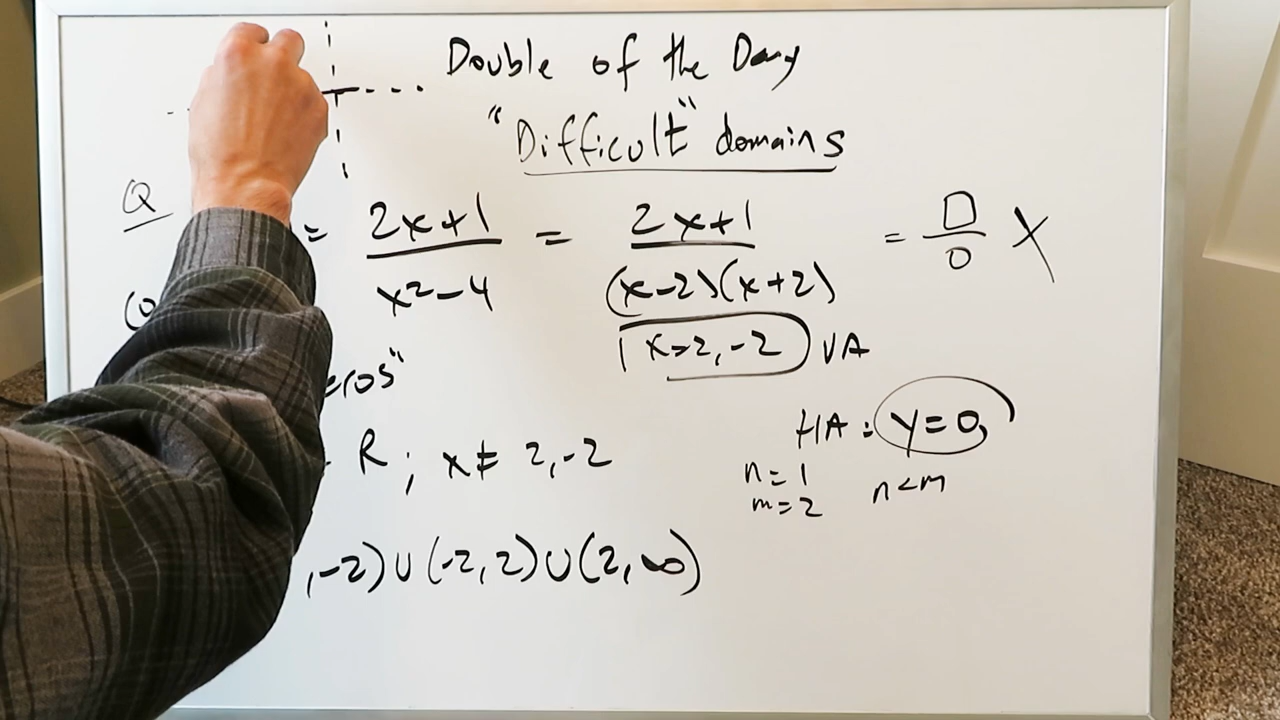 Double of the Day
"Difficult" domains
Q
= (2x+1)/(x²-4) = (2x+1)/((x-2)(x+2)) = □/0 X
x=2,-2 VA
HA: y=0
R; x≠ 2,-2
n=1
m=2 n<m
,-2)∪(-2,2)∪(2,∞)